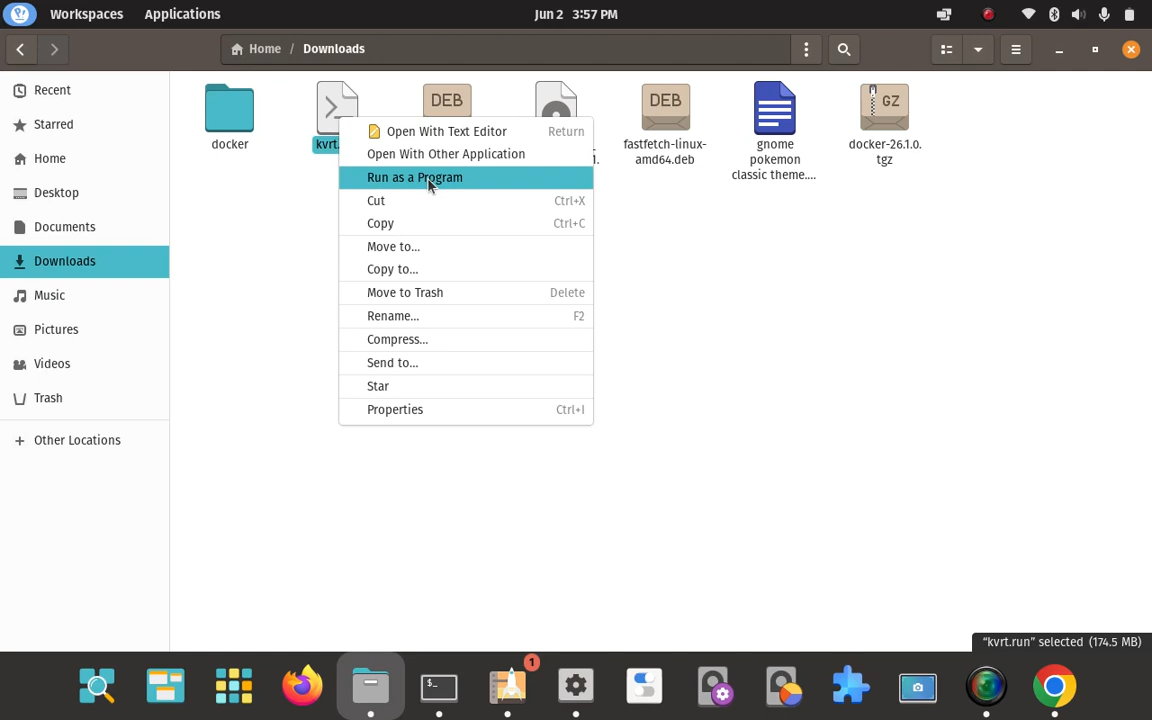 Workspaces Applications Jun 2 3:57 PM
Home / Downloads
Recent
Starred
Home
Desktop
Documents
Downloads
Music
Pictures
Videos
Trash
Other Locations
DEB DEB GZ
docker
fastfetch-linux-
amd64.deb
gnome
pokemon
classic theme....
docker-26.1.0.
tgz
Open With Text Editor Return
Open With Other Application
Run as a Program
Cut Ctrl+X
Copy Ctrl+C
Move to...
Copy to...
Move to Trash Delete
Rename... F2
Compress...
Send to...
Star
Properties Ctrl+I
"kvrt.run" selected (174.5 MB)
$_
1